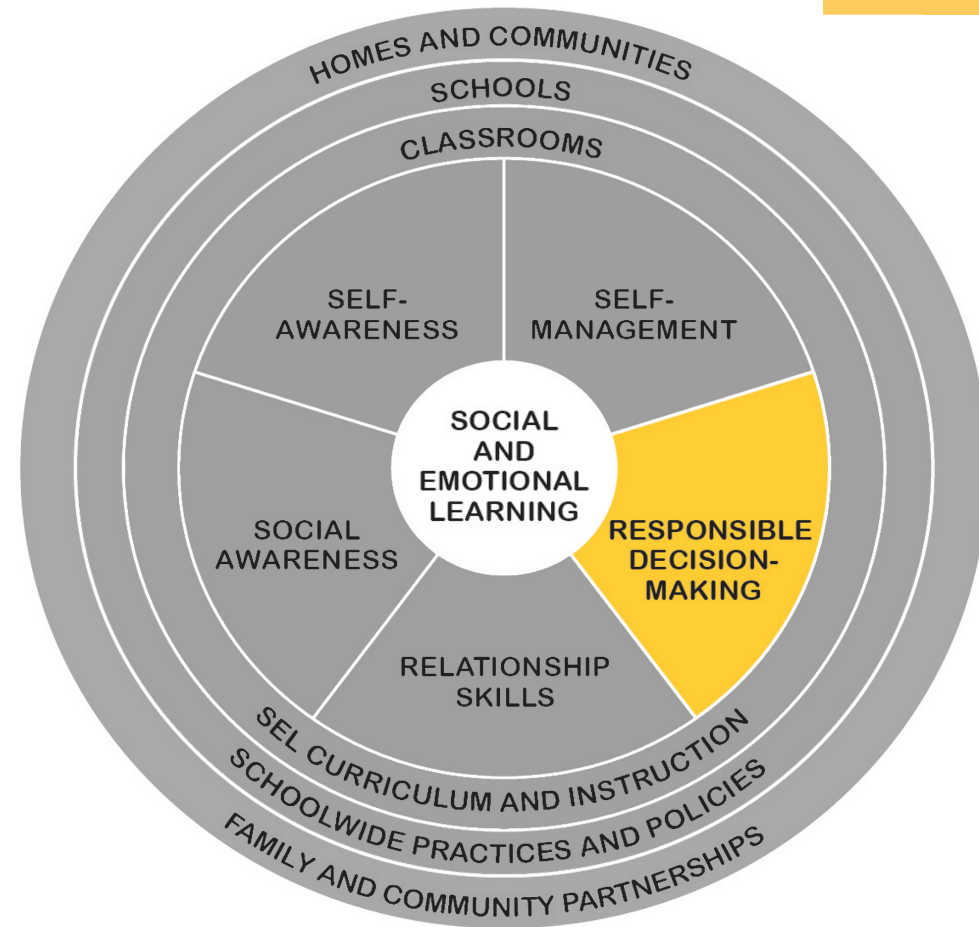 HOMES AND COMMUNITIES
SCHOOLS
CLASSROOMS
SELF-
AWARENESS
SELF-
MANAGEMENT
SOCIAL
AND
EMOTIONAL
LEARNING
SOCIAL
AWARENESS
RESPONSIBLE
DECISION-
MAKING
RELATIONSHIP
SKILLS
SEL CURRICULUM AND INSTRUCTION
SCHOOLWIDE PRACTICES AND POLICIES
FAMILY AND COMMUNITY PARTNERSHIPS